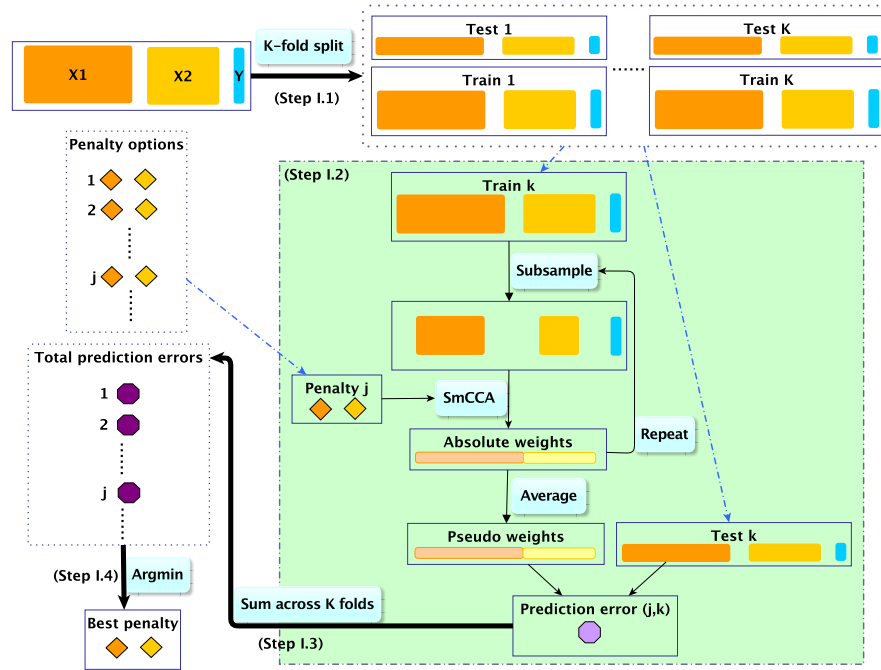 X1
X2
Y
K-fold split
(Step I.1)
Test 1
Train 1
Test K
Train K
Penalty options
1
2
j
(Step I.2)
Train k
Subsample
Penalty j
SmCCA
Absolute weights
Repeat
Average
Pseudo weights
Test k
Prediction error (j,k)
Sum across K folds
(Step I.3)
Total prediction errors
1
2
j
(Step I.4)
Argmin
Best penalty